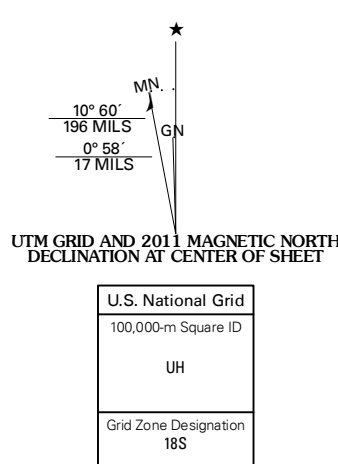 ★
MN
10° 60´
196 MILS
GN
0° 58´
17 MILS
UTM GRID AND 2011 MAGNETIC NORTH
DECLINATION AT CENTER OF SHEET
U.S. National Grid
100,000-m Square ID
UH
Grid Zone Designation
18S